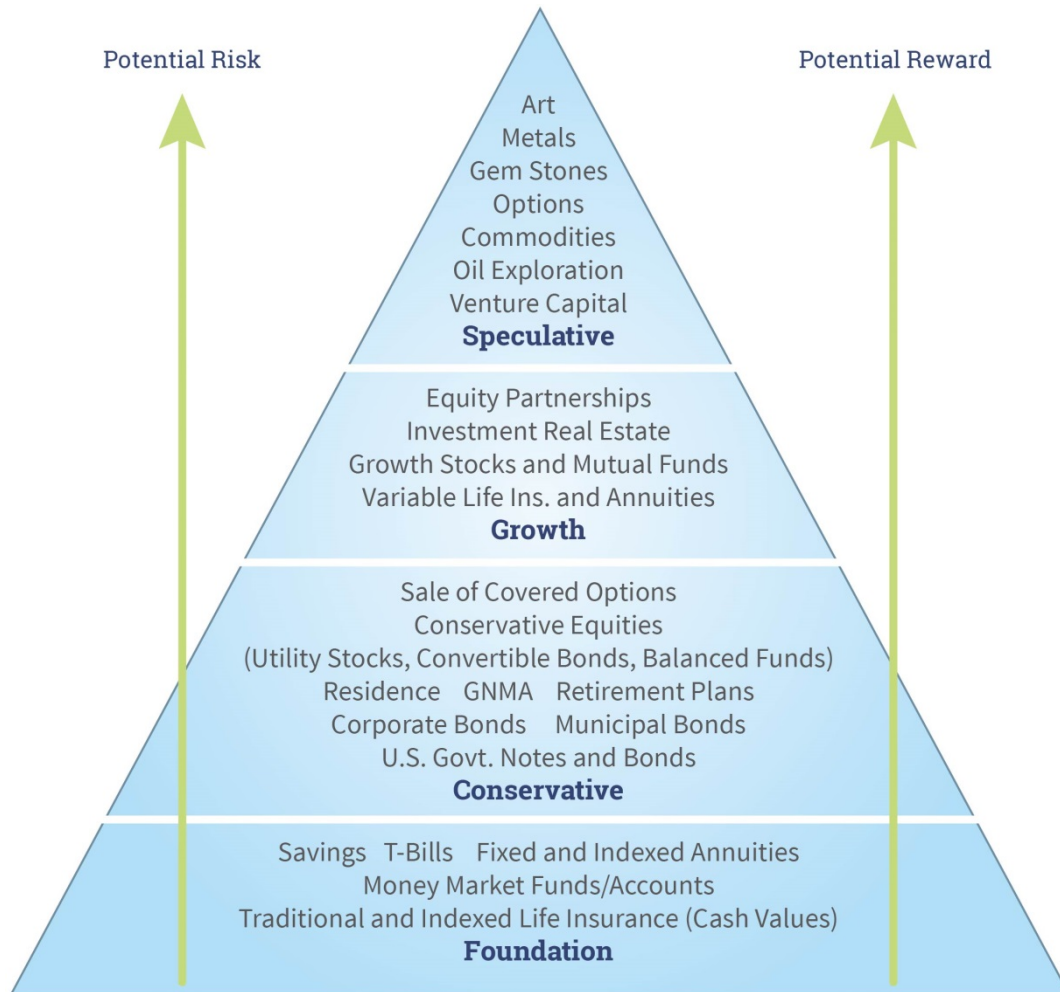 Potential Risk
Potential Reward
Art
Metals
Gem Stones
Options
Commodities
Oil Exploration
Venture Capital
Speculative
Equity Partnerships
Investment Real Estate
Growth Stocks and Mutual Funds
Variable Life Ins. and Annuities
Growth
Sale of Covered Options
Conservative Equities
(Utility Stocks, Convertible Bonds, Balanced Funds)
Residence GNMA Retirement Plans
Corporate Bonds Municipal Bonds
U.S. Govt. Notes and Bonds
Conservative
Savings T-Bills Fixed and Indexed Annuities
Money Market Funds/Accounts
Traditional and Indexed Life Insurance (Cash Values)
Foundation